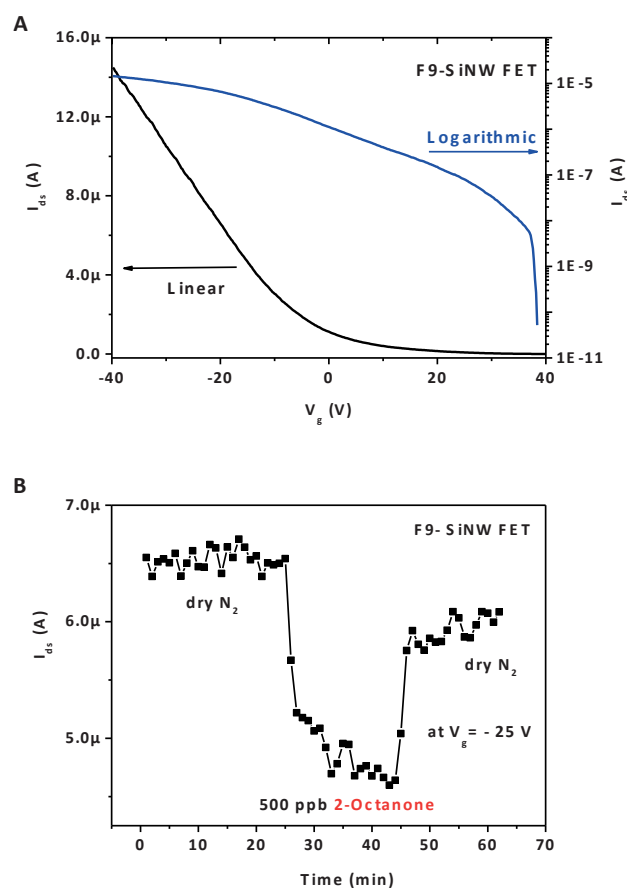 A
16.0µ
12.0µ
8.0µ
4.0µ
0.0
I_ds (A)
F9-SiNW FET
Logarithmic
Linear
1E-5
1E-7
1E-9
1E-11
I_ds (A)
-40 -20 0 20 40
V_g (V)
B
7.0µ
6.0µ
5.0µ
I_ds (A)
F9- SiNW FET
dry N₂
dry N₂
at V_g = - 25 V
500 ppb 2-Octanone
0 10 20 30 40 50 60 70
Time (min)